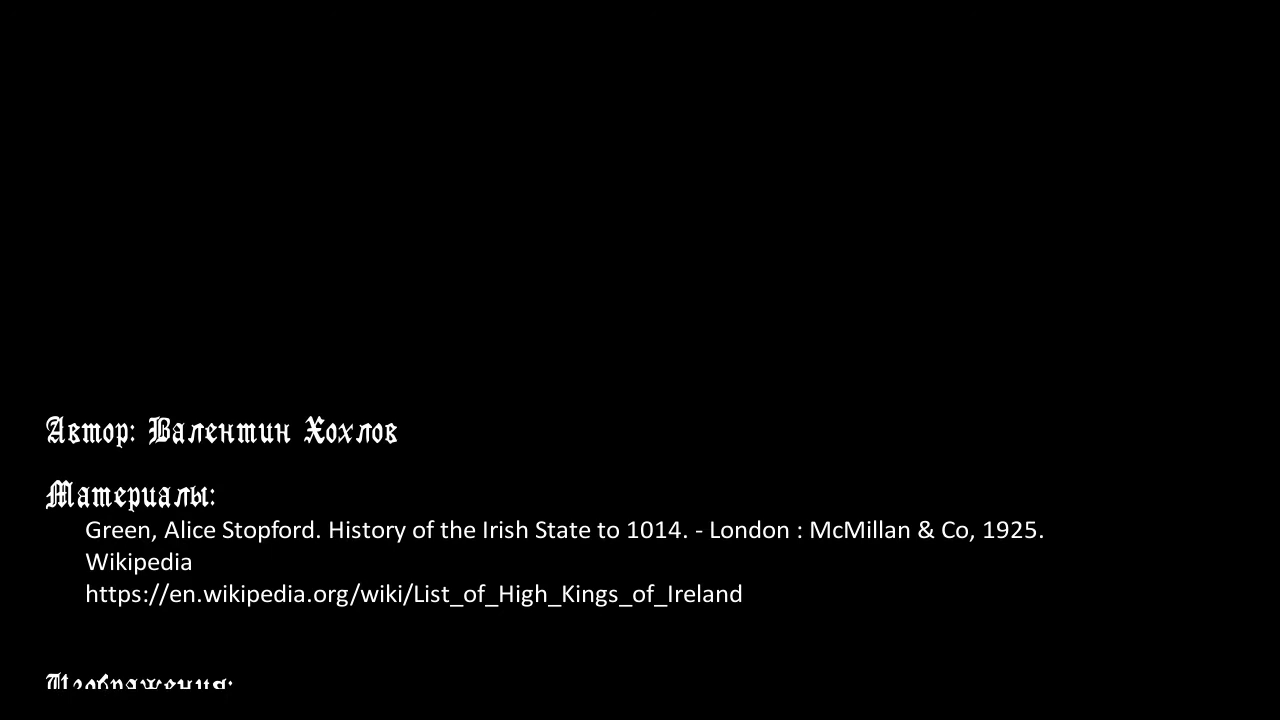 Автор: Валентин Хохлов
Материалы:
Green, Alice Stopford. History of the Irish State to 1014. - London : McMillan & Co, 1925.
Wikipedia
https://en.wikipedia.org/wiki/List_of_High_Kings_of_Ireland
Изображения: